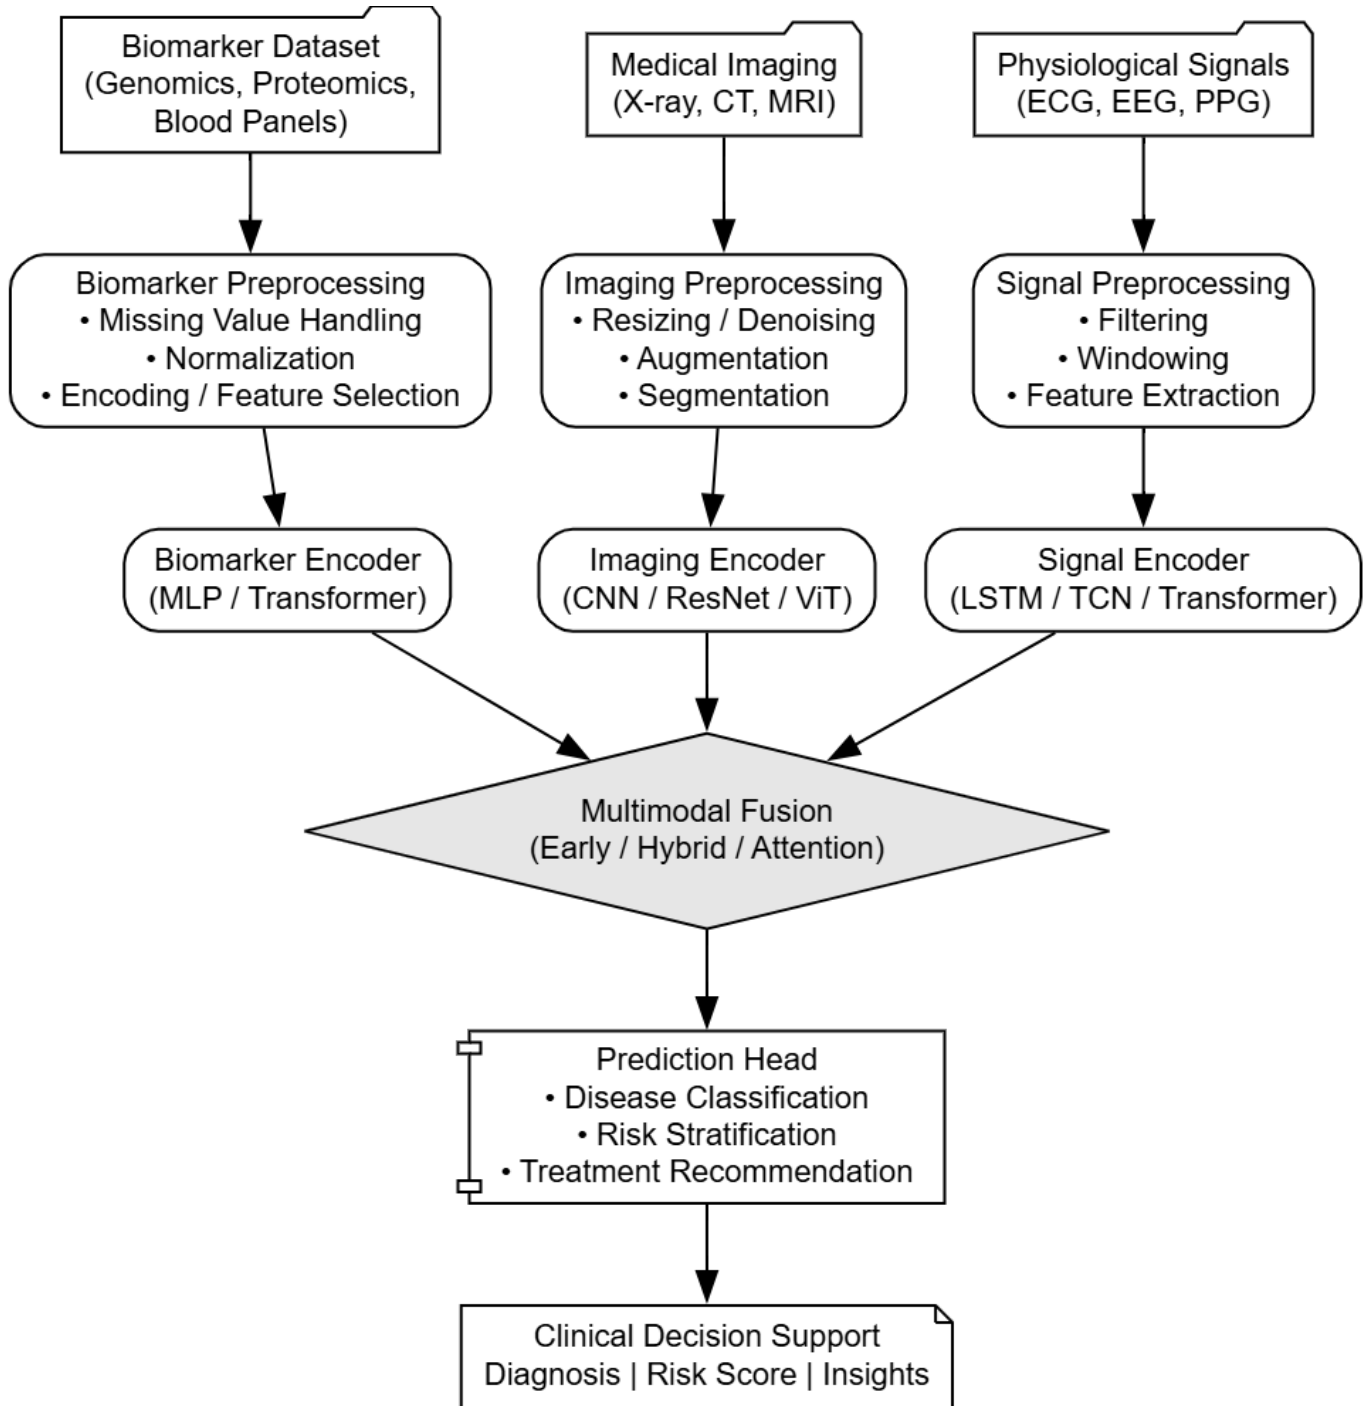 Biomarker Dataset
(Genomics, Proteomics,
Blood Panels)
Medical Imaging
(X-ray, CT, MRI)
Physiological Signals
(ECG, EEG, PPG)
Biomarker Preprocessing
• Missing Value Handling
• Normalization
• Encoding / Feature Selection
Imaging Preprocessing
• Resizing / Denoising
• Augmentation
• Segmentation
Signal Preprocessing
• Filtering
• Windowing
• Feature Extraction
Biomarker Encoder
(MLP / Transformer)
Imaging Encoder
(CNN / ResNet / ViT)
Signal Encoder
(LSTM / TCN / Transformer)
Multimodal Fusion
(Early / Hybrid / Attention)
Prediction Head
• Disease Classification
• Risk Stratification
• Treatment Recommendation
Clinical Decision Support
Diagnosis | Risk Score | Insights